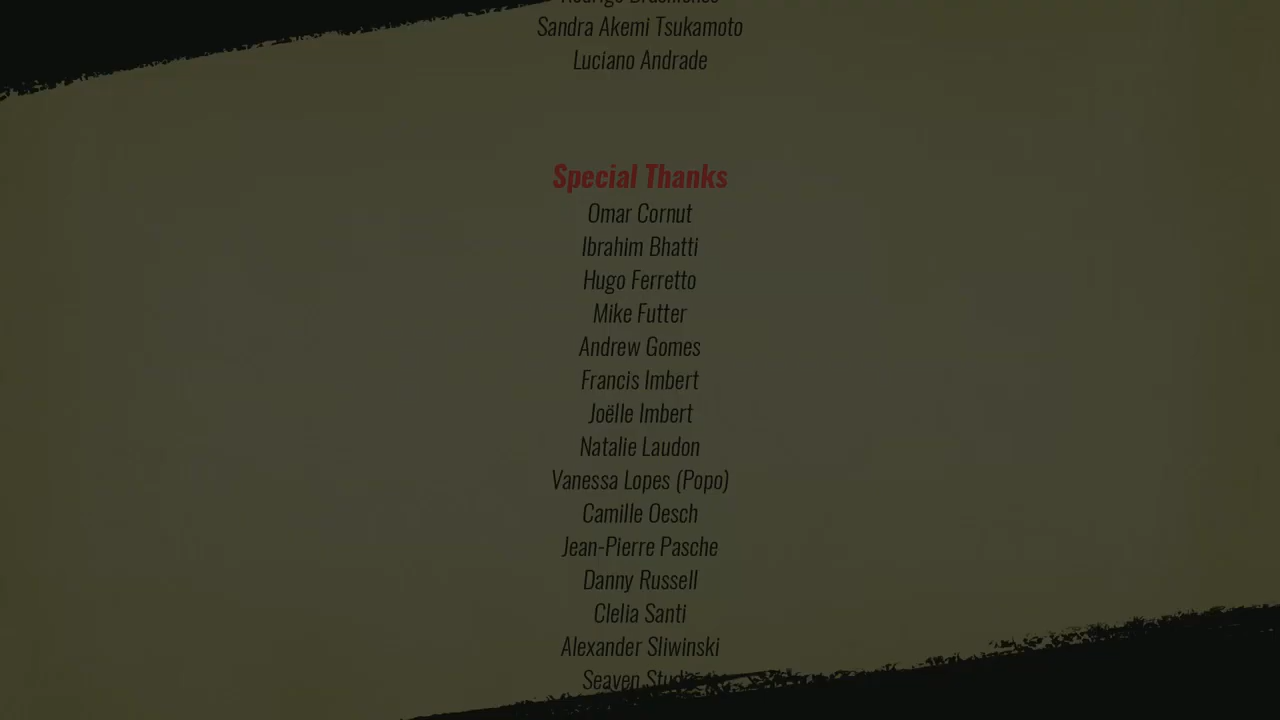 Sandra Akemi Tsukamoto
Luciano Andrade
Special Thanks
Omar Cornut
Ibrahim Bhatti
Hugo Ferretto
Mike Futter
Andrew Gomes
Francis Imbert
Joëlle Imbert
Natalie Laudon
Vanessa Lopes (Popo)
Camille Oesch
Jean-Pierre Pasche
Danny Russell
Clelia Santi
Alexander Sliwinski
Seaven